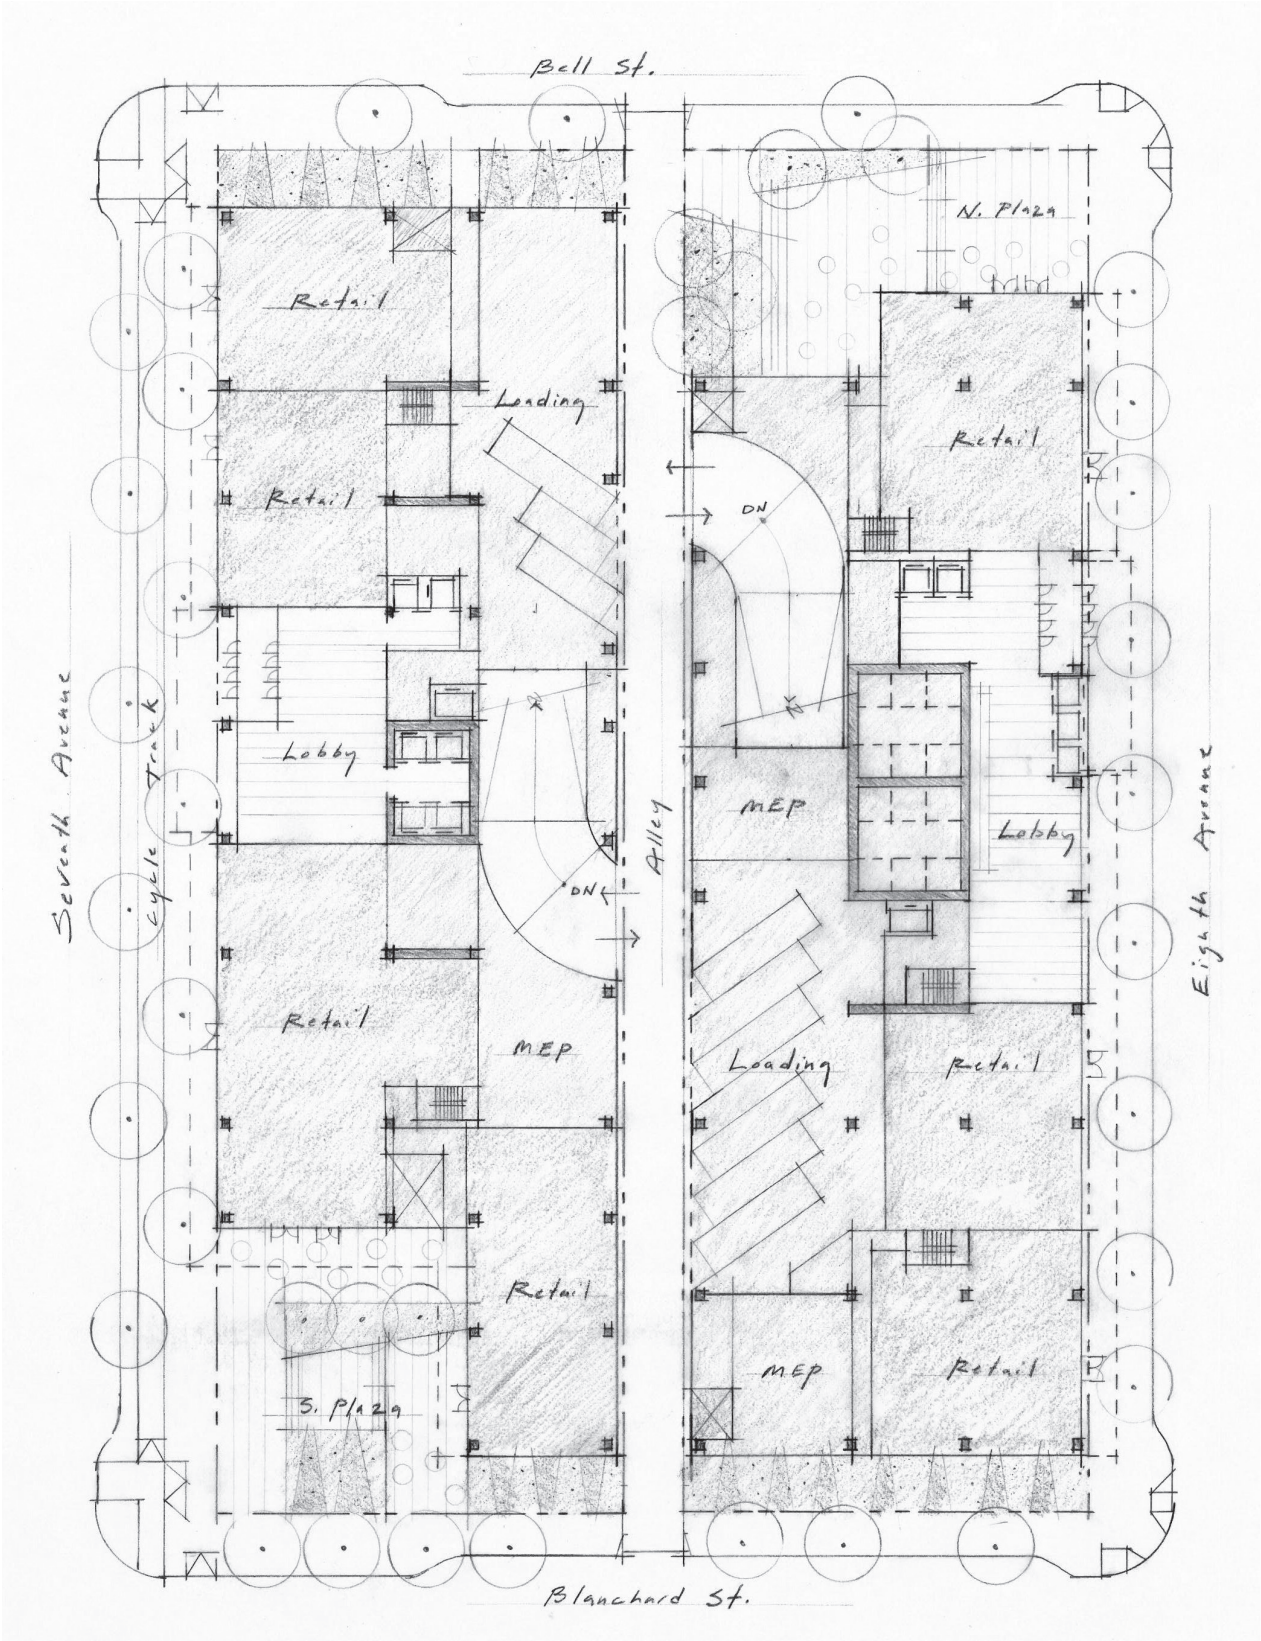 Bell St.
N. Plaza
Retail
Loading
Retail
Retail
DN
Seventh Avenue
Cycle Track
Lobby
MEP
Alley
Lobby
Eighth Avenue
DN
Retail
MEP
Loading
Retail
Retail
MEP
Retail
S. Plaza
Blanchard St.